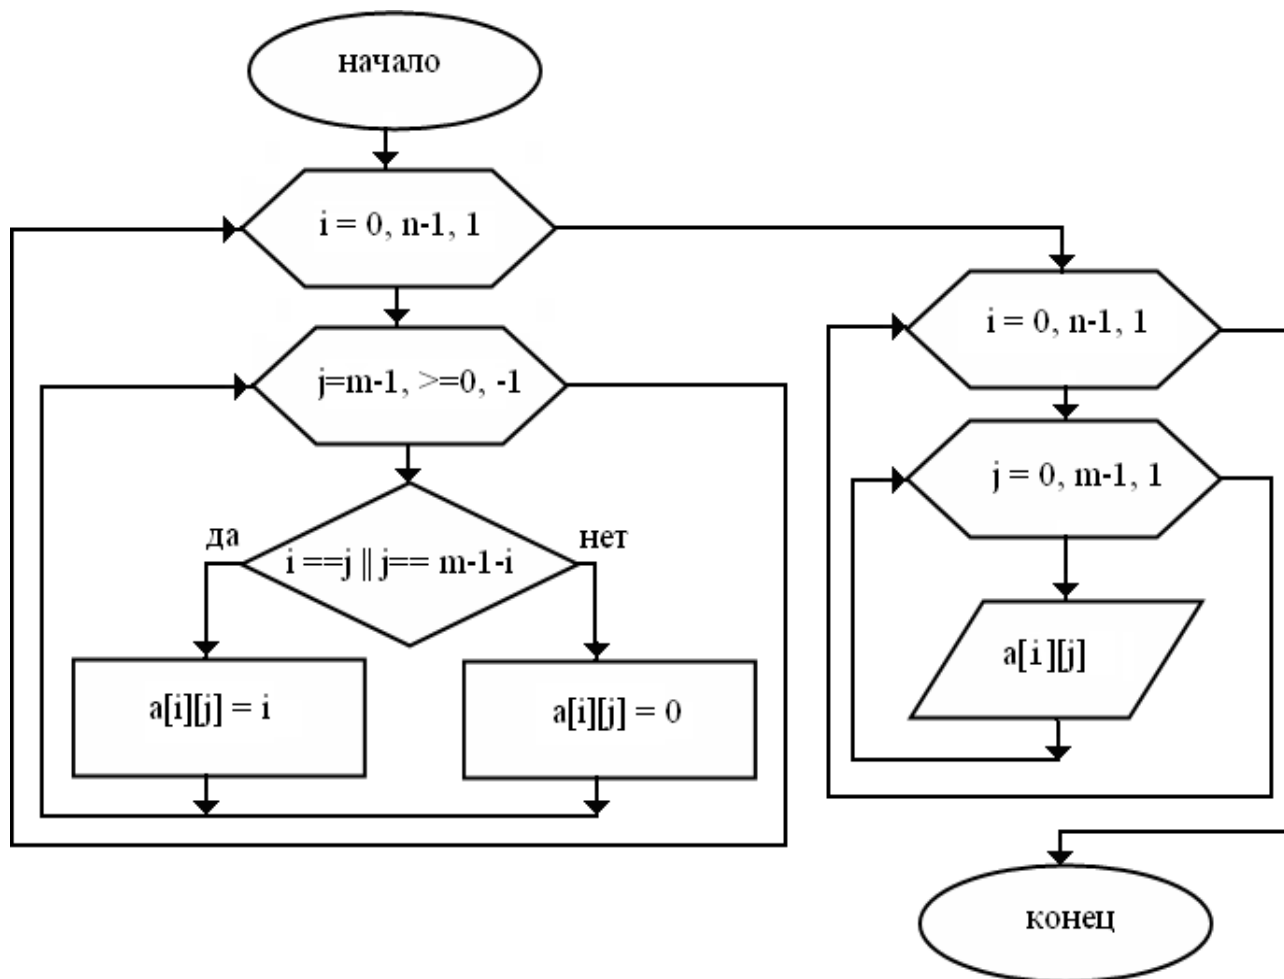 начало
i = 0, n-1, 1
j=m-1, >=0, -1
да
нет
i ==j || j== m-1-i
a[i][j] = i
a[i][j] = 0
i = 0, n-1, 1
j = 0, m-1, 1
a[i][j]
конец